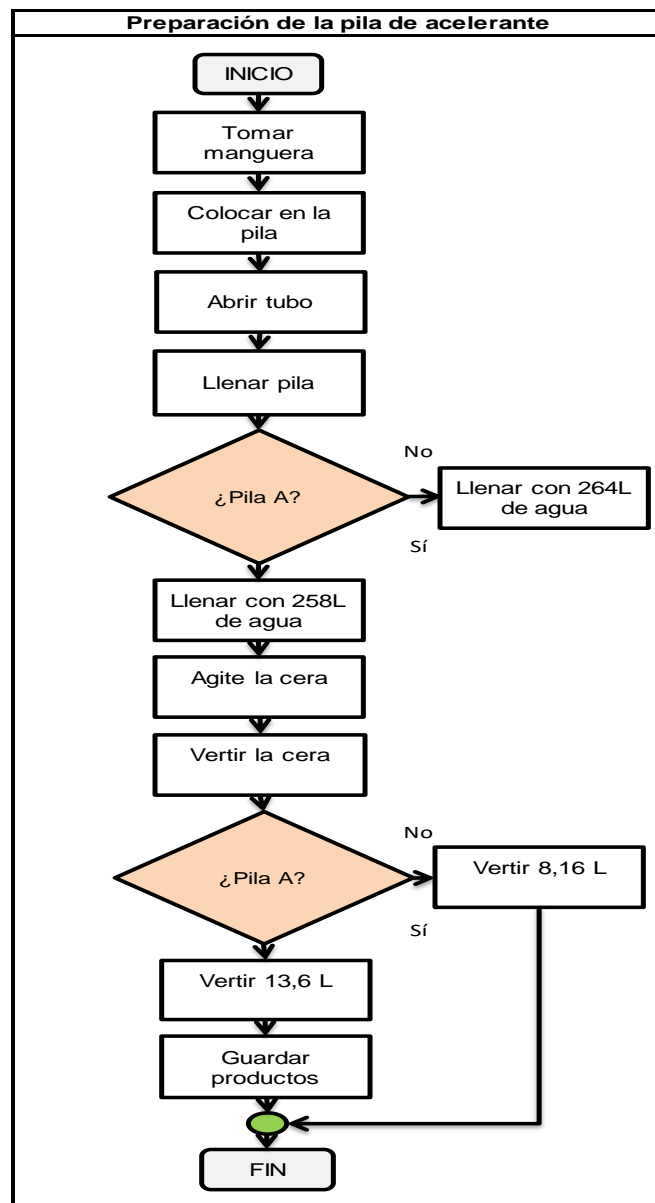 Preparación de la pila de acelerante
INICIO
Tomar
manguera
Colocar en la
pila
Abrir tubo
Llenar pila
¿Pila A?
No
Llenar con 264L
de agua
Sí
Llenar con 258L
de agua
Agite la cera
Vertir la cera
¿Pila A?
No
Vertir 8,16 L
Sí
Vertir 13,6 L
Guardar
productos
FIN